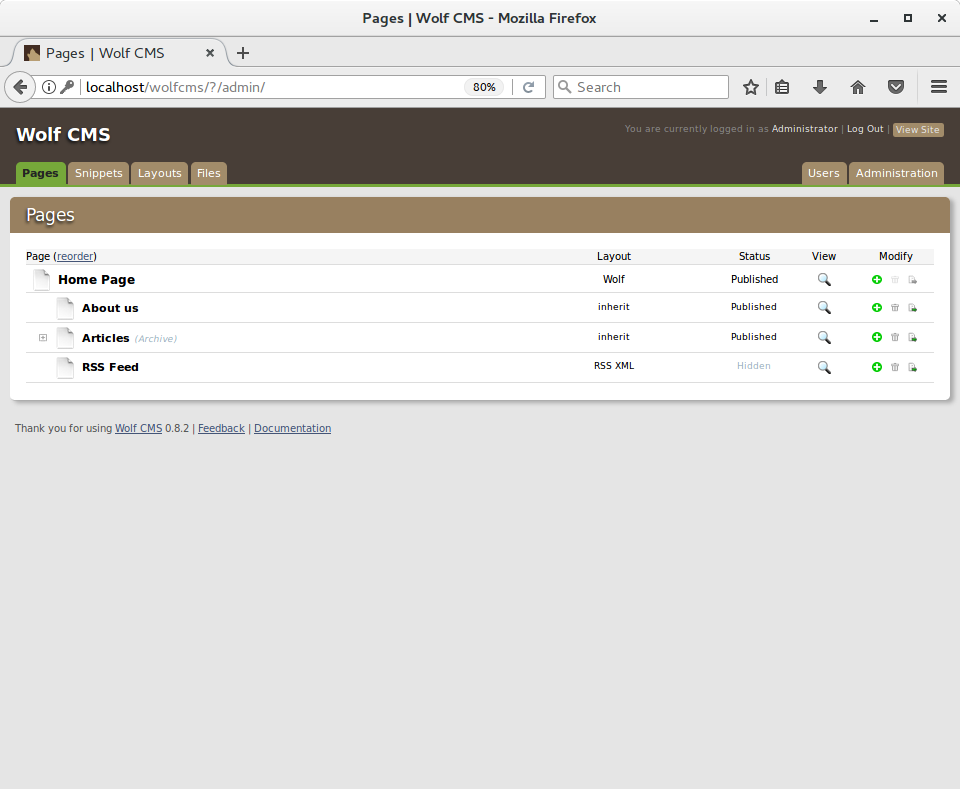 Pages | Wolf CMS - Mozilla Firefox
Pages | Wolf CMS
localhost/wolfcms/?/admin/ 80% Search
Wolf CMS You are currently logged in as Administrator | Log Out | View Site
Pages Snippets Layouts Files Users Administration
Pages
Page (reorder) Layout Status View Modify
Home Page Wolf Published
About us inherit Published
Articles (Archive) inherit Published
RSS Feed RSS XML Hidden
Thank you for using Wolf CMS 0.8.2 | Feedback | Documentation